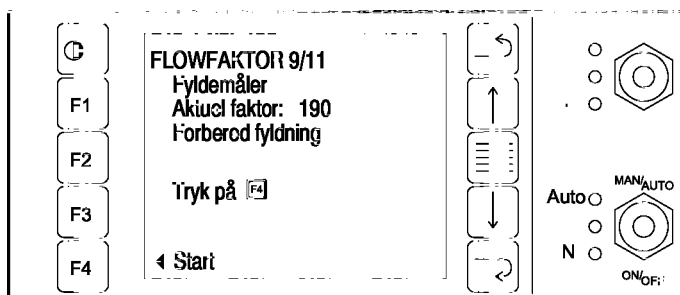 FLOWFAKTOR 9/11
Fyldemåler
Aktuel faktor: 190
Forbered fyldning
Tryk på F4
Start
F1
F2
F3
F4
Auto
N
MAN/AUTO
ON/OFF